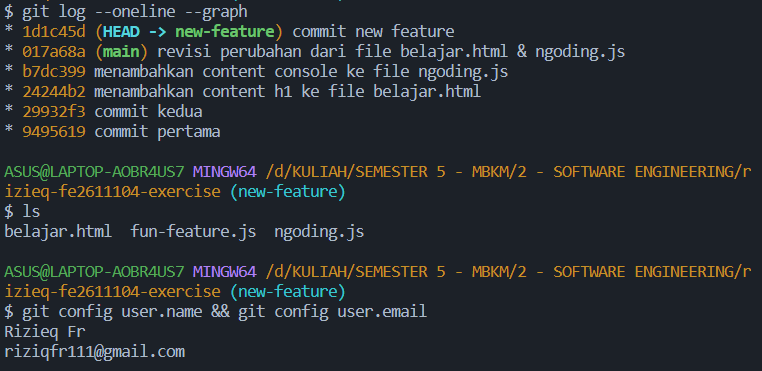 $ git log --oneline --graph
* 1d1c45d (HEAD -> new-feature) commit new feature
* 017a68a (main) revisi perubahan dari file belajar.html & ngoding.js
* b7dc399 menambahkan content console ke file ngoding.js
* 24244b2 menambahkan content h1 ke file belajar.html
* 29932f3 commit kedua
* 9495619 commit pertama
ASUS@LAPTOP-AOBR4US7 MINGW64 /d/KULIAH/SEMESTER 5 - MBKM/2 - SOFTWARE ENGINEERING/r
izieq-fe2611104-exercise (new-feature)
$ ls
belajar.html  fun-feature.js  ngoding.js
ASUS@LAPTOP-AOBR4US7 MINGW64 /d/KULIAH/SEMESTER 5 - MBKM/2 - SOFTWARE ENGINEERING/r
izieq-fe2611104-exercise (new-feature)
$ git config user.name && git config user.email
Rizieq Fr
riziqfr111@gmail.com